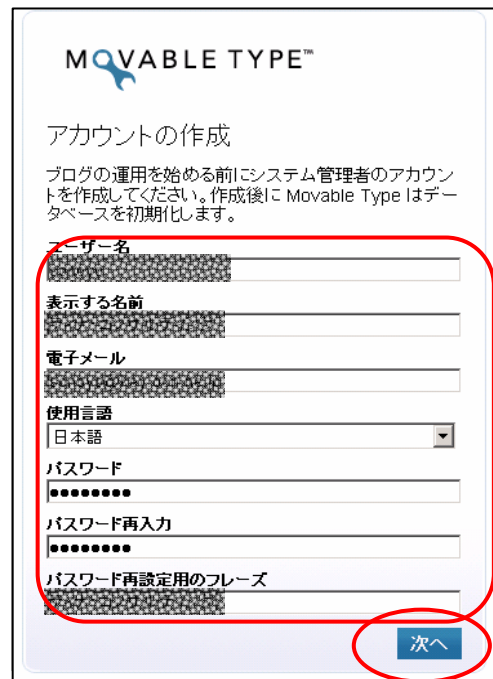 MOVABLE TYPE™
アカウントの作成
ブログの運用を始める前にシステム管理者のアカウン
トを作成してください。作成後に Movable Type はデー
タベースを初期化します。
ユーザー名
表示する名前
電子メール
使用言語
日本語
パスワード
●●●●●●●●
パスワード再入力
●●●●●●●●
パスワード再設定用のフレーズ
次へ